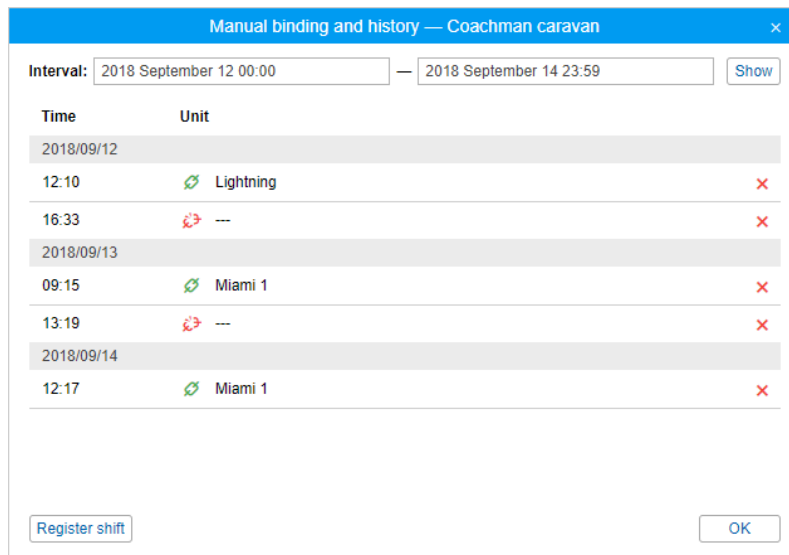 Manual binding and history — Coachman caravan ×
Interval: 2018 September 12 00:00 — 2018 September 14 23:59 Show
Time Unit
2018/09/12
12:10 Lightning
16:33 ---
2018/09/13
09:15 Miami 1
13:19 ---
2018/09/14
12:17 Miami 1
Register shift OK